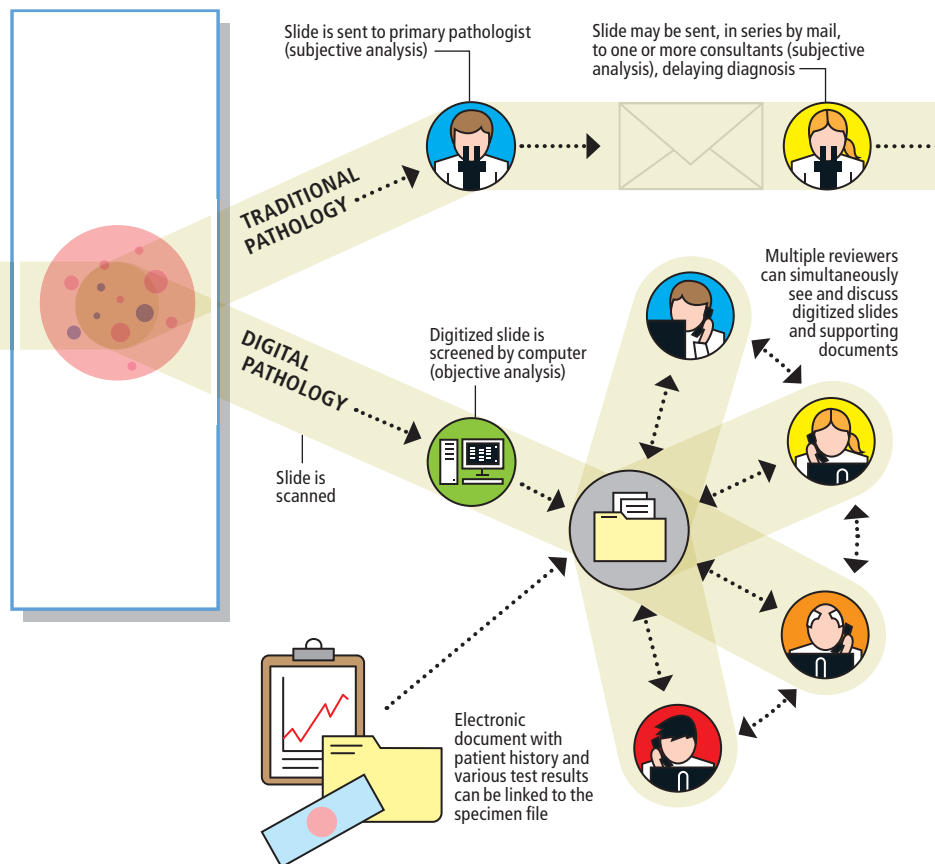 Slide is sent to primary pathologist
(subjective analysis)
Slide may be sent, in series by mail,
to one or more consultants (subjective
analysis), delaying diagnosis
TRADITIONAL
PATHOLOGY
Multiple reviewers
can simultaneously
see and discuss
digitized slides
and supporting
documents
DIGITAL
PATHOLOGY
Digitized slide is
screened by computer
(objective analysis)
Slide is
scanned
Electronic
document with
patient history and
various test results
can be linked to the
specimen file